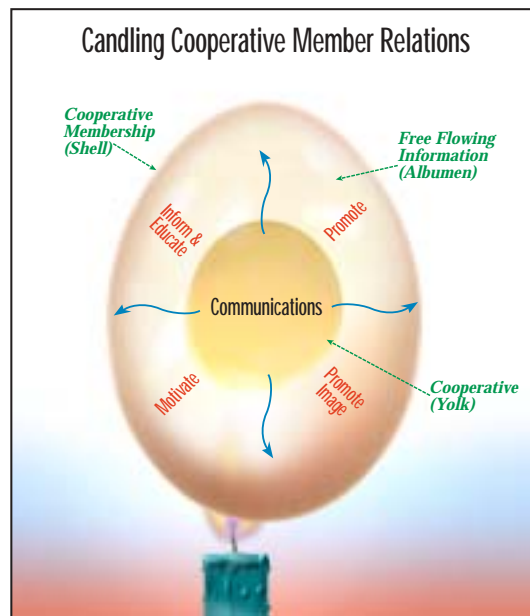 Candling Cooperative Member Relations
Cooperative
Membership
(Shell)
Free Flowing
Information
(Albumen)
Inform &
Educate
Promote
Communications
Motivate
Promote
Image
Cooperative
(Yolk)